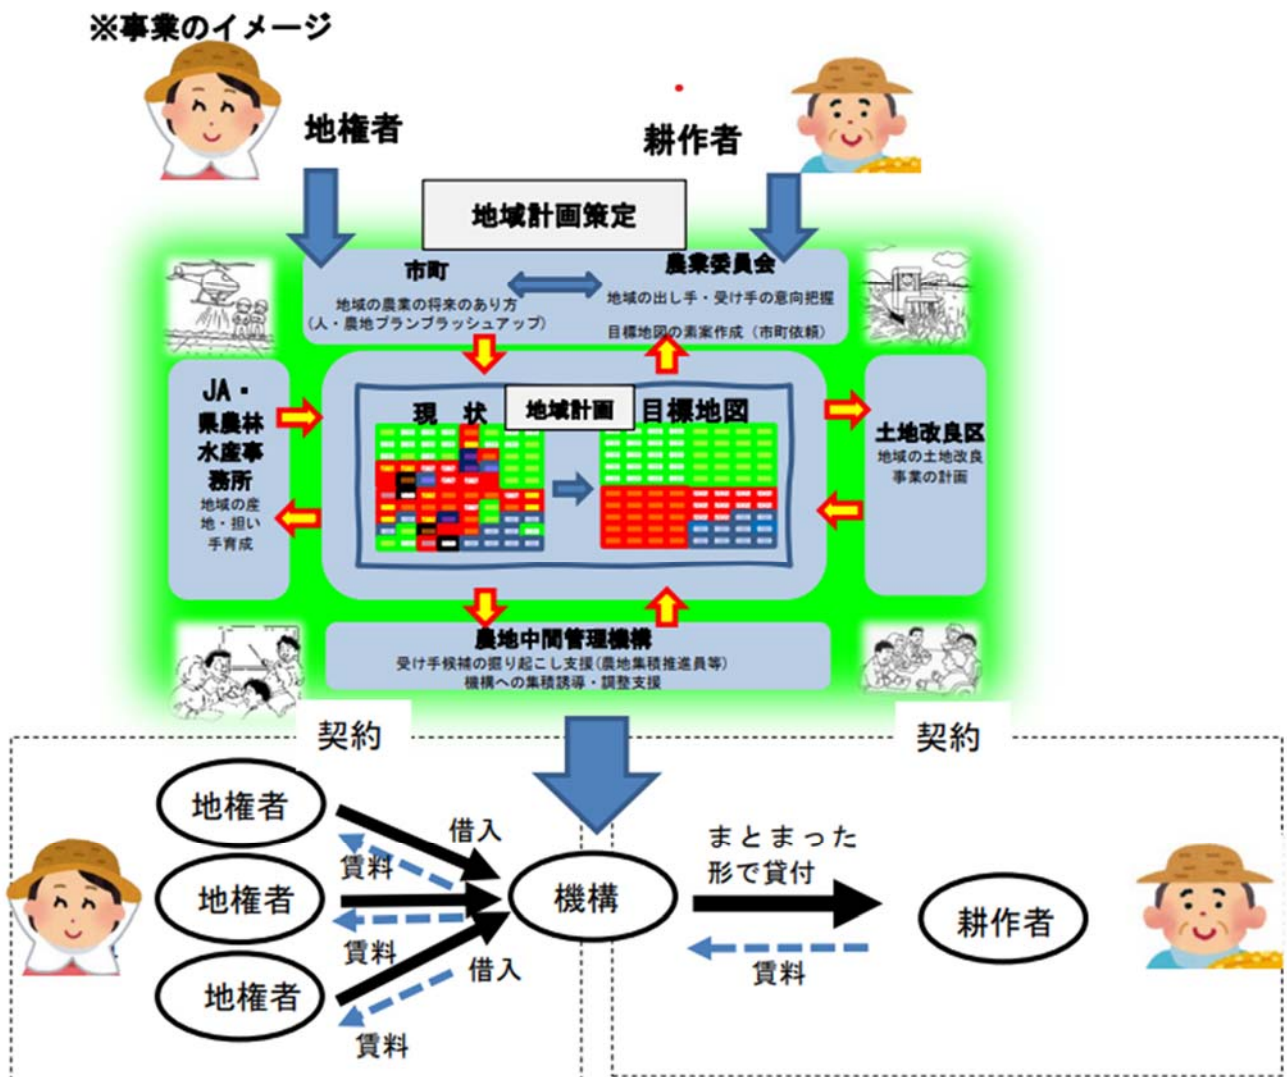 ※事業のイメージ
地権者
耕作者
地域計画策定
市町
地域の農業の将来のあり方
(人・農地プランブラッシュアップ)
農業委員会
地域の出し手・受け手の意向把握
目標地図の素案作成（市町依頼）
JA・
県農林
水産事
務所
地域の産
地・担い
手育成
現　状
地域計画
目標地図
土地改良区
地域の土地改良
事業の計画
農地中間管理機構
受け手候補の掘り起こし支援(農地集積推進員等)
機構への集積誘導・調整支援
契約
契約
地権者
借入
賃料
地権者
賃料
地権者
借入
賃料
機構
まとまった
形で貸付
賃料
耕作者